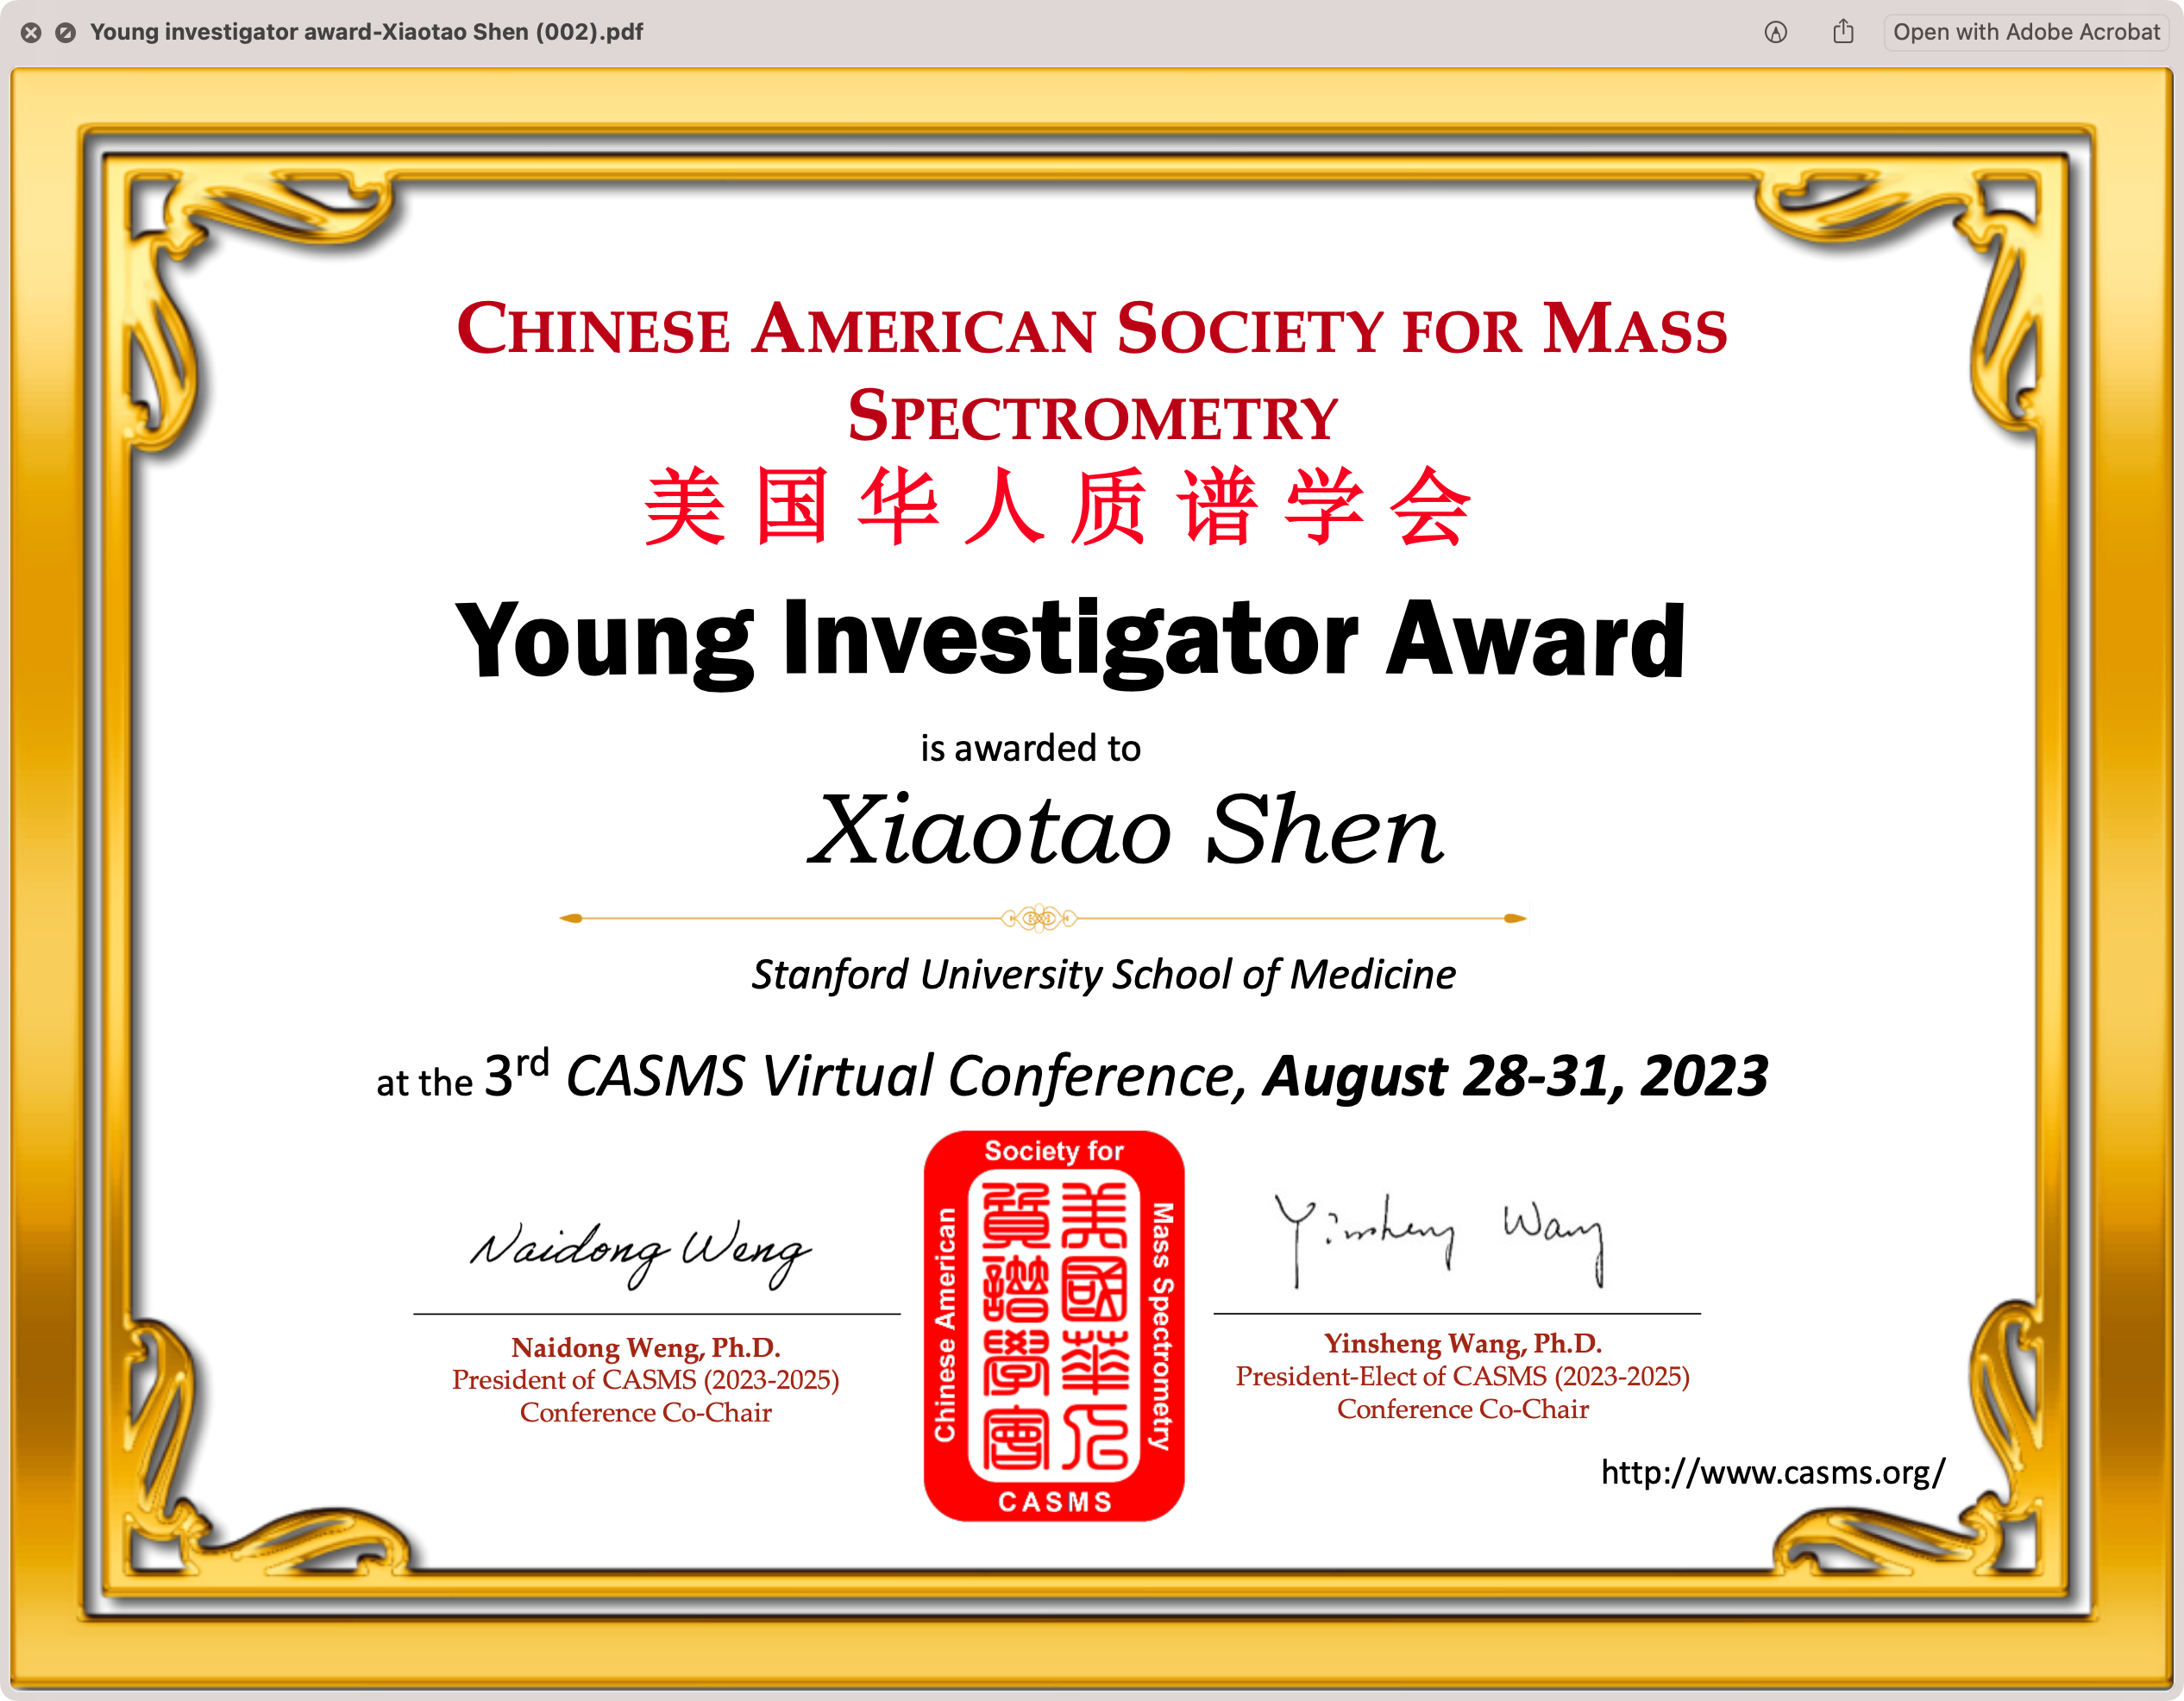 Young investigator award-Xiaotao Shen (002).pdf
Open with Adobe Acrobat
CHINESE AMERICAN SOCIETY FOR MASS
SPECTROMETRY
美国华人质谱学会
Young Investigator Award
is awarded to
Xiaotao Shen
Stanford University School of Medicine
at the 3rd CASMS Virtual Conference, August 28-31, 2023
Naidong Weng
Naidong Weng, Ph.D.
President of CASMS (2023-2025)
Conference Co-Chair
Society for
Chinese American
Mass Spectrometry
美國華人
質譜學會
CASMS
Yinsheng Wang
Yinsheng Wang, Ph.D.
President-Elect of CASMS (2023-2025)
Conference Co-Chair
http://www.casms.org/